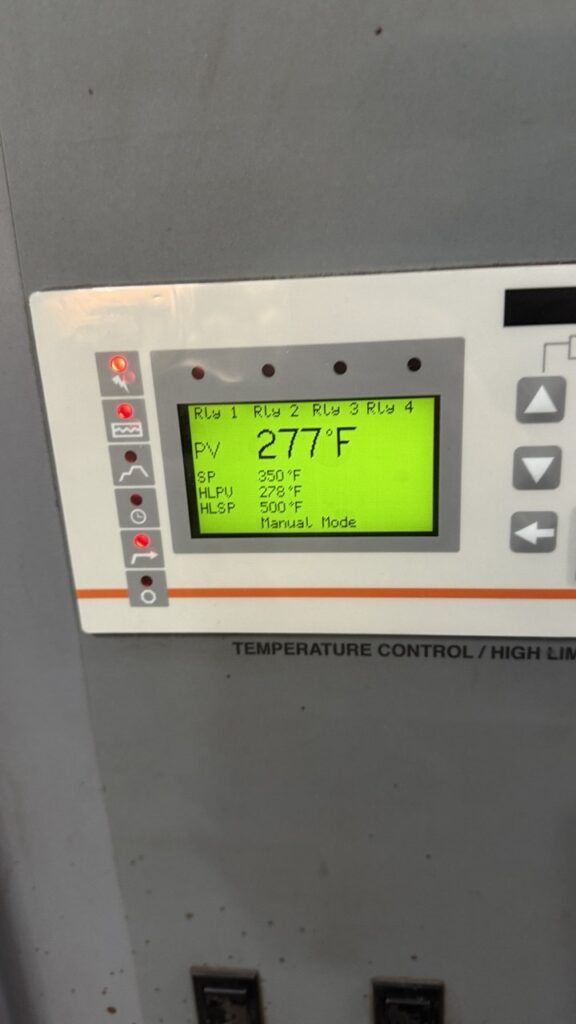 Rly 1 Rly 2 Rly 3 Rly 4
PV 277°F
SP 350°F
HLPV 278°F
HLSP 500°F
Manual Mode
TEMPERATURE CONTROL / HIGH LIM